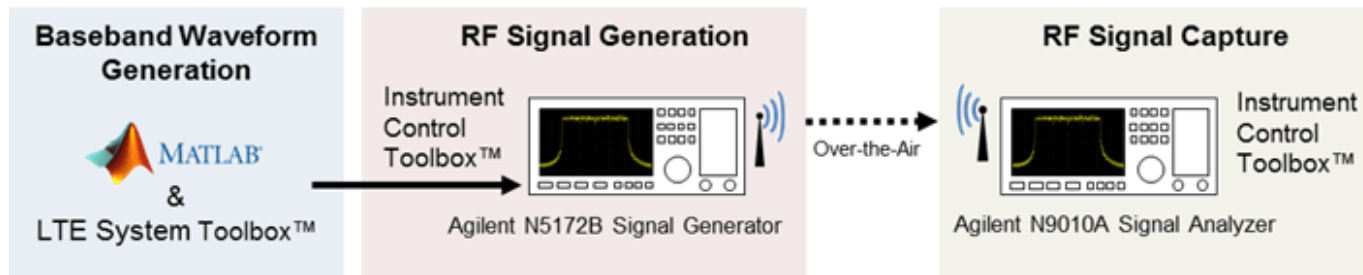 Baseband Waveform
Generation
MATLAB®
&
LTE System Toolbox™
RF Signal Generation
Instrument
Control
Toolbox™
Agilent N5172B Signal Generator
Over-the-Air
RF Signal Capture
Instrument
Control
Toolbox™
Agilent N9010A Signal Analyzer